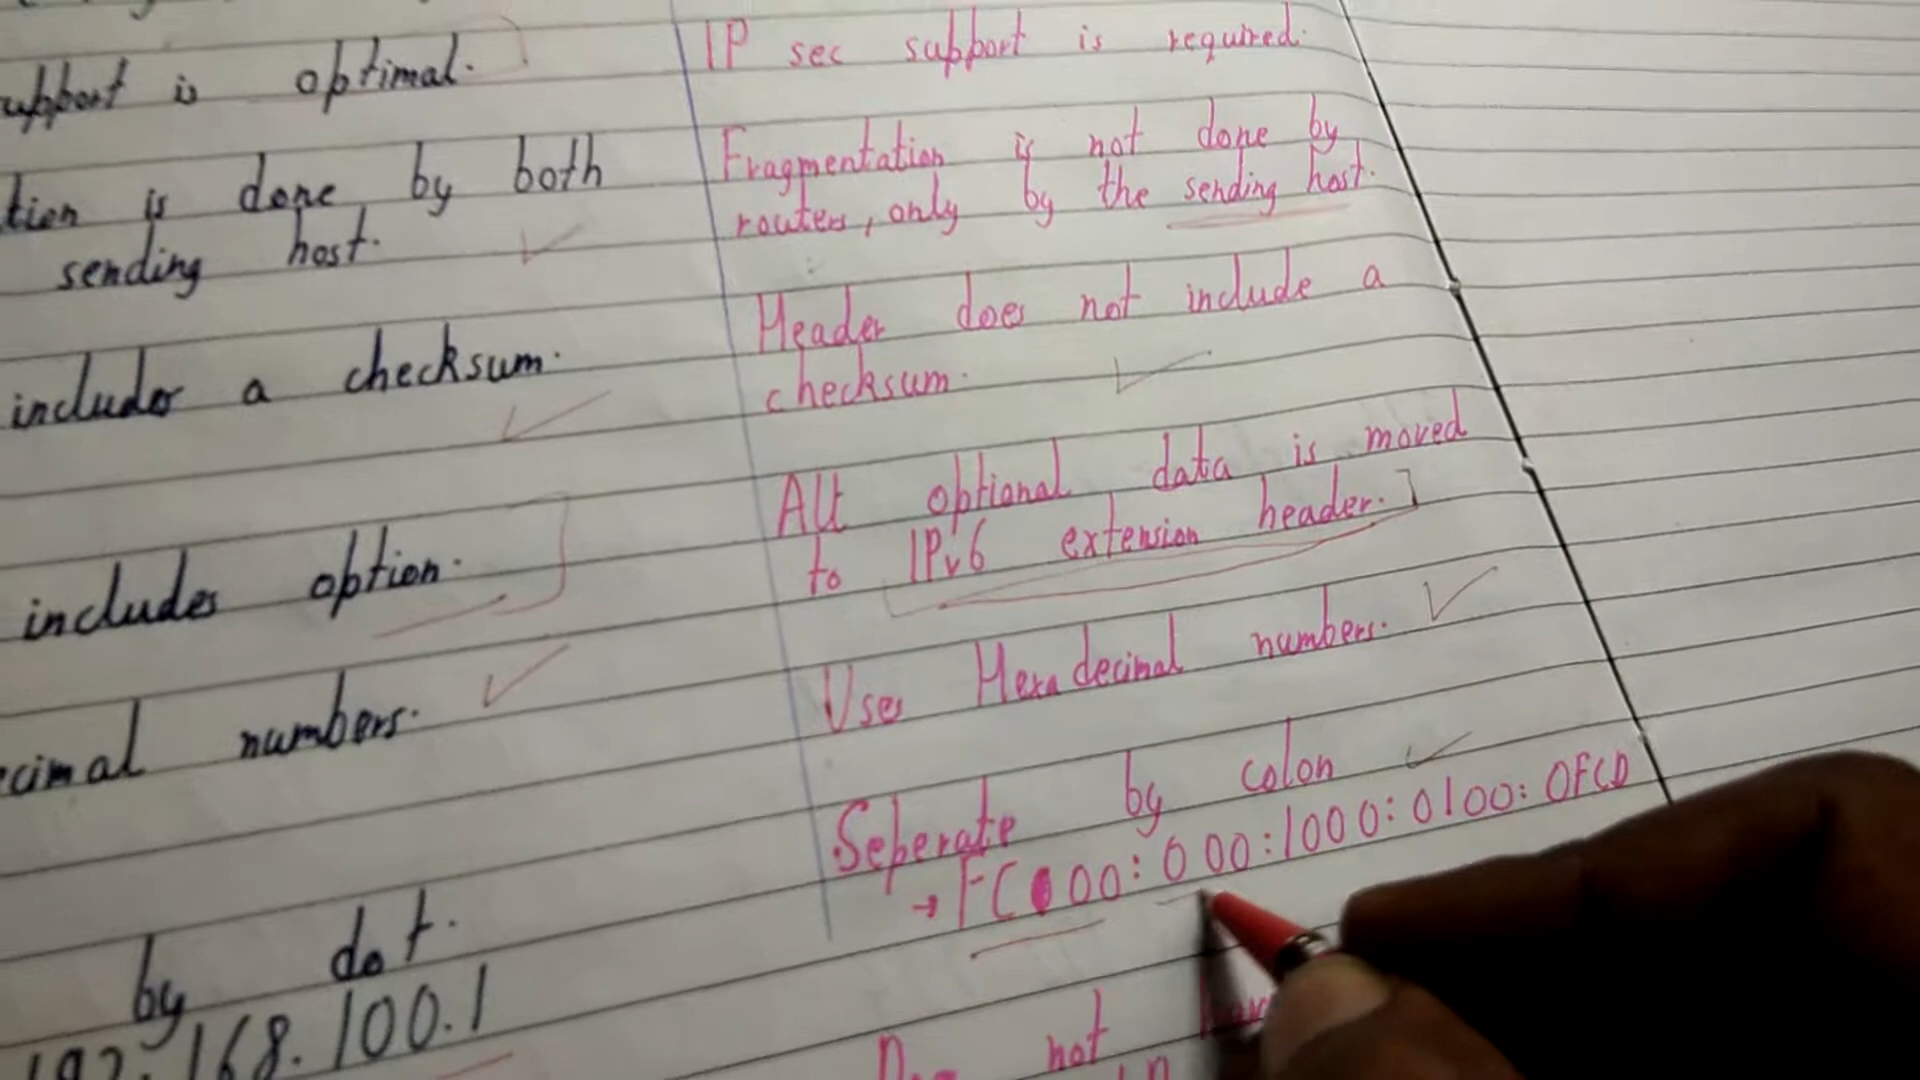 upport is optimal.
tion is done by both
sending host.
includes a checksum.
includes option.
cimal numbers.
by dot.
192.168.100.1
IP sec support is required.
Fragmentation is not done by
routers, only by the sending host.
Header does not include a
checksum.
All optional data is moved
to IPv6 extension header.
Uses Hexadecimal numbers.
Seperate by colon
→ FC000:000:1000:0100:0FCD
not